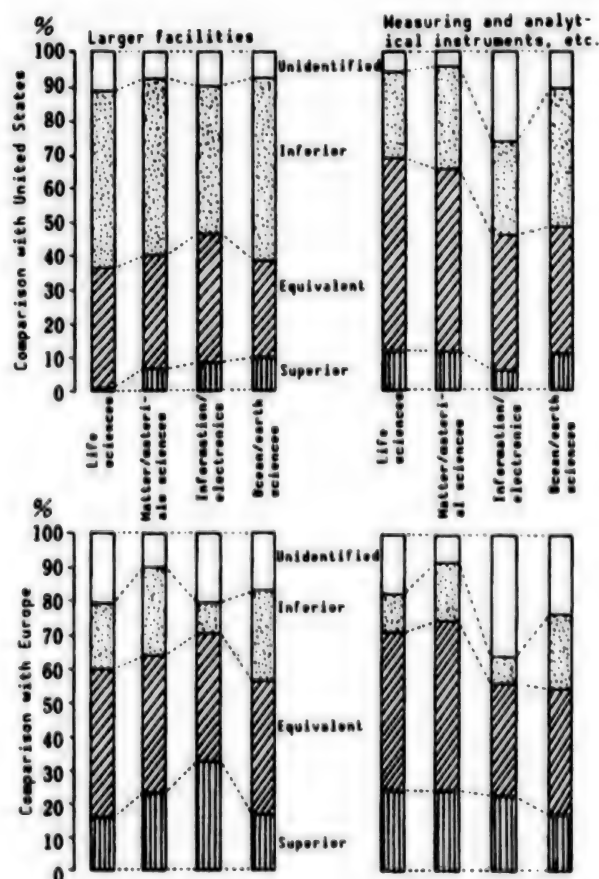 %
Larger facilities
Measuring and analyt-
ical instruments, etc.
Comparison with United States
100
90
80
70
60
50
40
30
20
10
0
Unidentified
Inferior
Equivalent
Superior
Life
sciences
Matter/materi-
als sciences
Information/
electronics
Ocean/earth
sciences
Life
sciences
Matter/materi-
al sciences
Information/
electronics
Ocean/earth
sciences
%
Comparison with Europe
100
90
80
70
60
50
40
30
20
10
0
Unidentified
Inferior
Equivalent
Superior